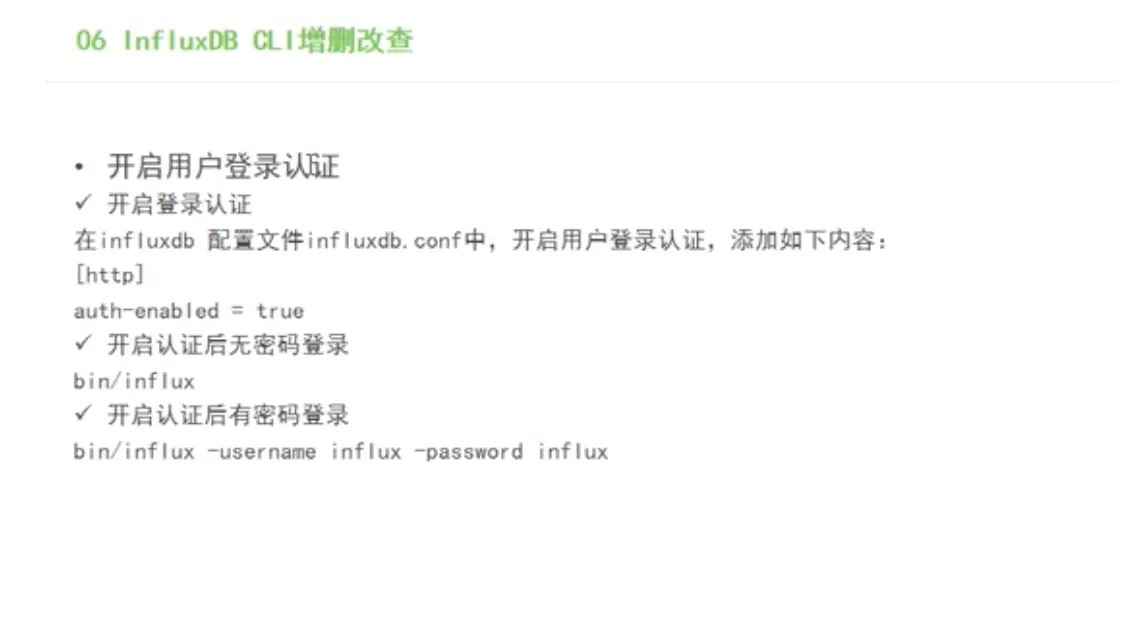 06 InfluxDB CLI增删改查
• 开启用户登录认证
✓ 开启登录认证
在influxdb 配置文件influxdb.conf中，开启用户登录认证，添加如下内容：
[http]
auth-enabled = true
✓ 开启认证后无密码登录
bin/influx
✓ 开启认证后有密码登录
bin/influx -username influx -password influx